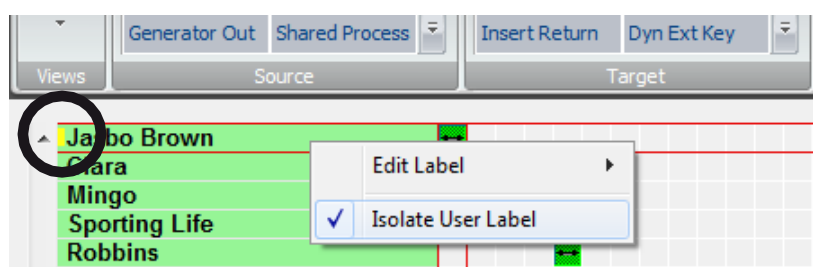 Generator Out Shared Process Insert Return Dyn Ext Key
Views Source Target
Jasbo Brown
Clara
Mingo
Sporting Life
Robbins
Edit Label
Isolate User Label